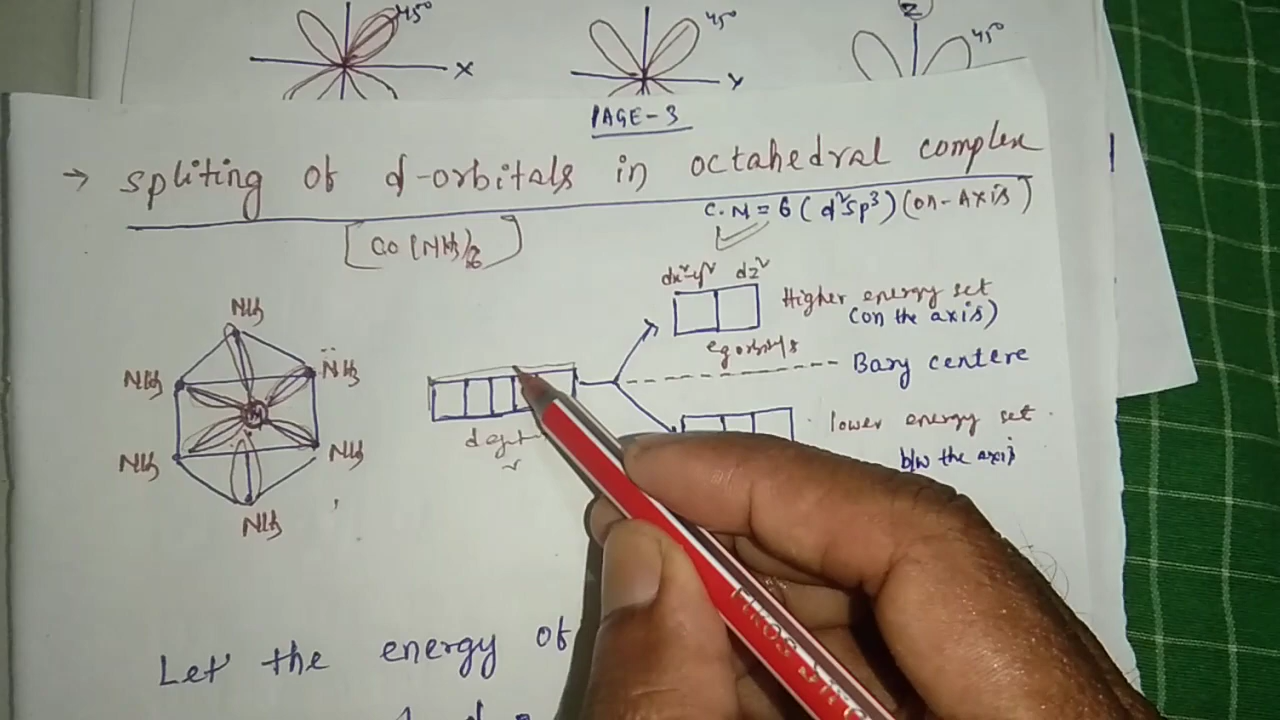 45°
45°
Z
45°
X
Y
PAGE-3
→ spliting of d-orbitals in octahedral complex
C.N = 6 (d²sp³) (on-Axis)
[Co(NH3)6]
dx²-y² dz²
NH3
Higher energy set
(on the axis)
eg orbitals
NH3
NH3
Bary centere
M
lower energy set
b/w the axis
NH3
NH3
NH3
Let the energy of